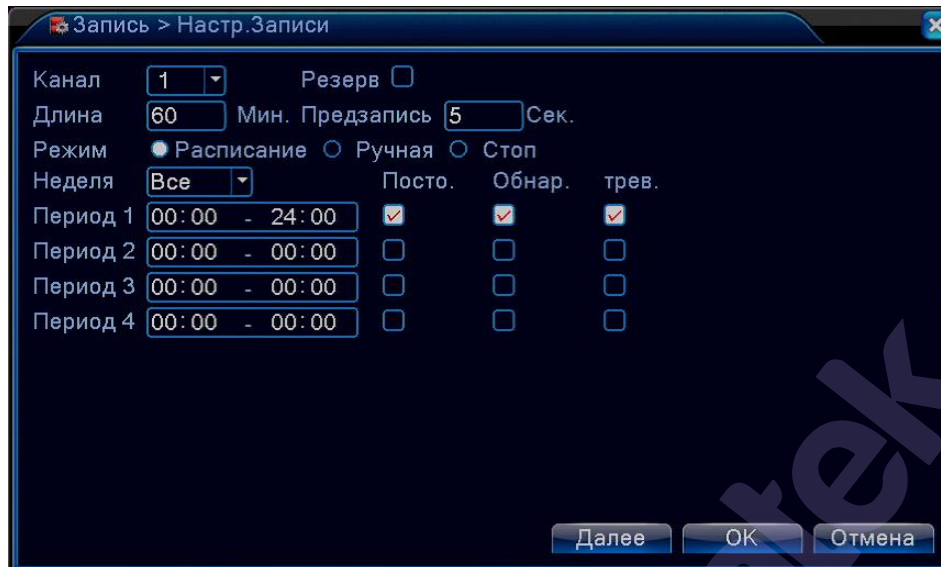 Запись > Настр.Записи
Канал 1 Резерв
Длина 60 Мин. Предзапись 5 Сек.
Режим Расписание Ручная Стоп
Неделя Все Посто. Обнар. трев.
Период 1 00:00 - 24:00
Период 2 00:00 - 00:00
Период 3 00:00 - 00:00
Период 4 00:00 - 00:00
Далее OK Отмена